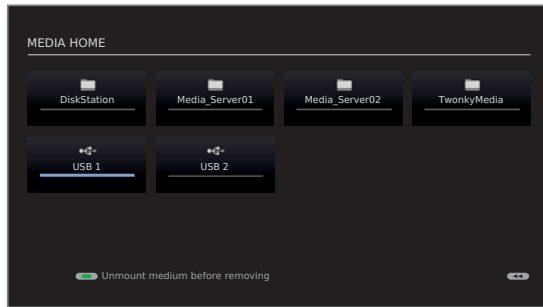 MEDIA HOME
DiskStation Media_Server01 Media_Server02 TwonkyMedia
USB 1 USB 2
Unmount medium before removing